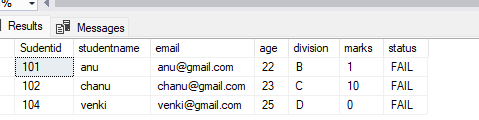 %
Results Messages
Sudentid studentname email age division marks status
101 anu anu@gmail.com 22 B 1 FAIL
102 chanu chanu@gmail.com 23 C 10 FAIL
104 venki venki@gmail.com 25 D 0 FAIL